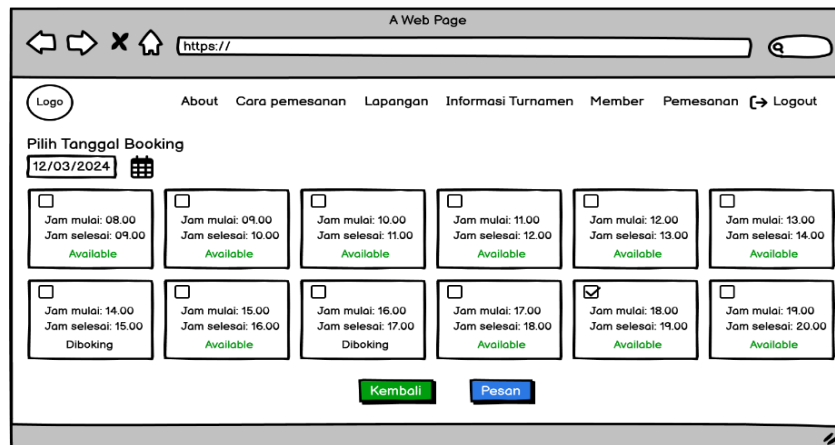 A Web Page
https://
Logo
About Cara pemesanan Lapangan Informasi Turnamen Member Pemesanan Logout
Pilih Tanggal Booking
12/03/2024
Jam mulai: 08.00
Jam selesai: 09.00
Available
Jam mulai: 09.00
Jam selesai: 10.00
Available
Jam mulai: 10.00
Jam selesai: 11.00
Available
Jam mulai: 11.00
Jam selesai: 12.00
Available
Jam mulai: 12.00
Jam selesai: 13.00
Available
Jam mulai: 13.00
Jam selesai: 14.00
Available
Jam mulai: 14.00
Jam selesai: 15.00
Diboking
Jam mulai: 15.00
Jam selesai: 16.00
Available
Jam mulai: 16.00
Jam selesai: 17.00
Diboking
Jam mulai: 17.00
Jam selesai: 18.00
Available
Jam mulai: 18.00
Jam selesai: 19.00
Available
Jam mulai: 19.00
Jam selesai: 20.00
Available
Kembali Pesan